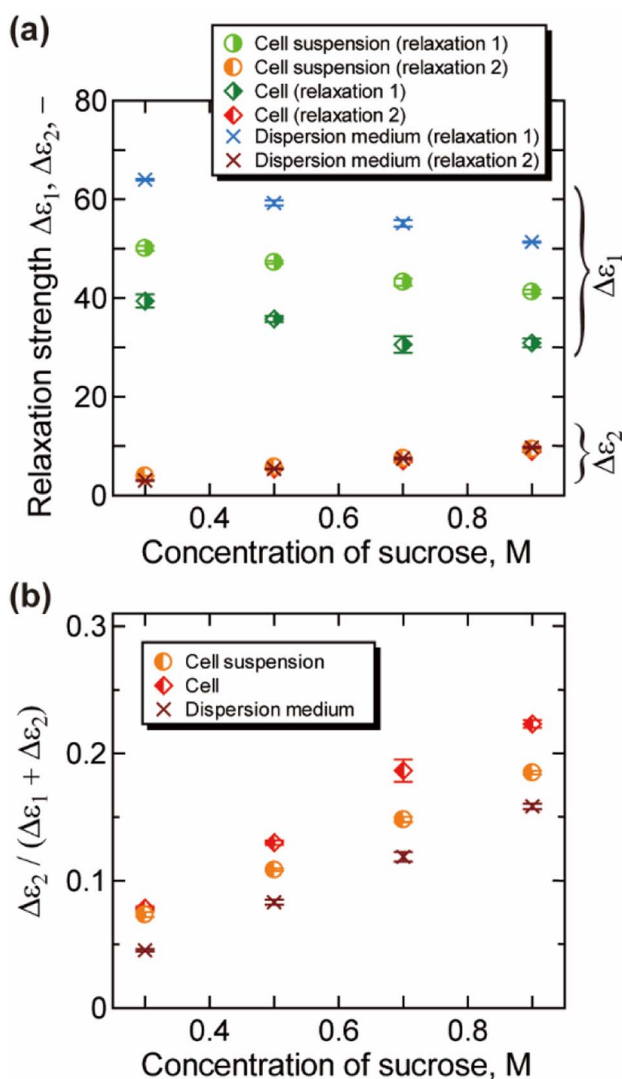 (a)
Cell suspension (relaxation 1)
Cell suspension (relaxation 2)
Cell (relaxation 1)
Cell (relaxation 2)
Dispersion medium (relaxation 1)
Dispersion medium (relaxation 2)
Relaxation strength Δε₁, Δε₂, –
80
60
40
20
0
0.4 0.6 0.8
Concentration of sucrose, M
Δε₁
Δε₂
(b)
Cell suspension
Cell
Dispersion medium
Δε₂ / (Δε₁ + Δε₂)
0.3
0.2
0.1
0
0.4 0.6 0.8
Concentration of sucrose, M